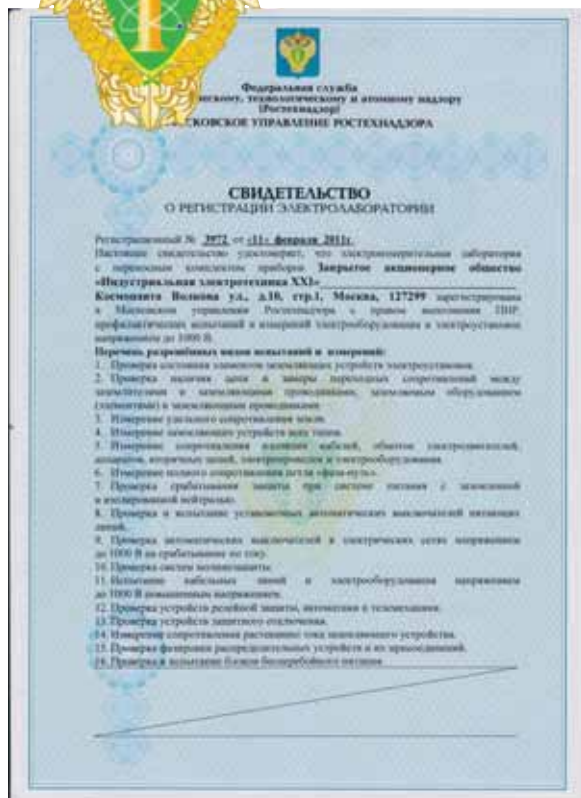 Федеральная служба
технологическому и атомному надзору
(Ростехнадзор)
МОСКОВСКОЕ УПРАВЛЕНИЕ РОСТЕХНАДЗОРА
СВИДЕТЕЛЬСТВО
О РЕГИСТРАЦИИ ЭЛЕКТРОЛАБОРАТОРИИ
Регистрационный № 3972 от «11» февраля 2011г.
Настоящее свидетельство удостоверяет, что электроизмерительная лаборатория
с переносным комплектом приборов Закрытое акционерное общество
«Индустриальная электротехника XXI»
Космонавта Волкова ул., д.10, стр.1, Москва, 127299 зарегистрирована
в Московском управлении Ростехнадзора с правом выполнения ПНР,
профилактических испытаний и измерений электрооборудования и электроустановок
напряжением до 1000 В.
Перечень разрешённых видов испытаний и измерений:
1. Проверка состояния элементов заземляющих устройств электроустановок.
2. Проверка наличия цепи и замеры переходных сопротивлений между
заземлителями и заземляющими проводниками, заземляемым оборудованием
(элементами) и заземляющими проводниками.
3. Измерение удельного сопротивления земли.
4. Измерение заземляющих устройств всех типов.
5. Измерение сопротивления изоляции кабелей, обмоток электродвигателей,
аппаратов, вторичных цепей, электропроводок и электрооборудования.
6. Измерение полного сопротивления петли «фаза-нуль».
7. Проверка срабатывания защиты при системе питания с заземленной
и изолированной нейтралью.
8. Проверка и испытание установочных автоматических выключателей питающих
линий.
9. Проверка автоматических выключателей в электрических сетях напряжением
до 1000 В на срабатывание по току.
10. Проверка систем молниезащиты.
11. Испытание кабельных линий и электрооборудования напряжением
до 1000 В повышенным напряжением.
12. Проверка устройств релейной защиты, автоматики и телемеханики.
13. Проверка устройств защитного отключения.
14. Измерение сопротивления растеканию тока заземляющего устройства.
15. Проверка фазировки распределительных устройств и их присоединений.
16. Проверка и испытание блоков бесперебойного питания